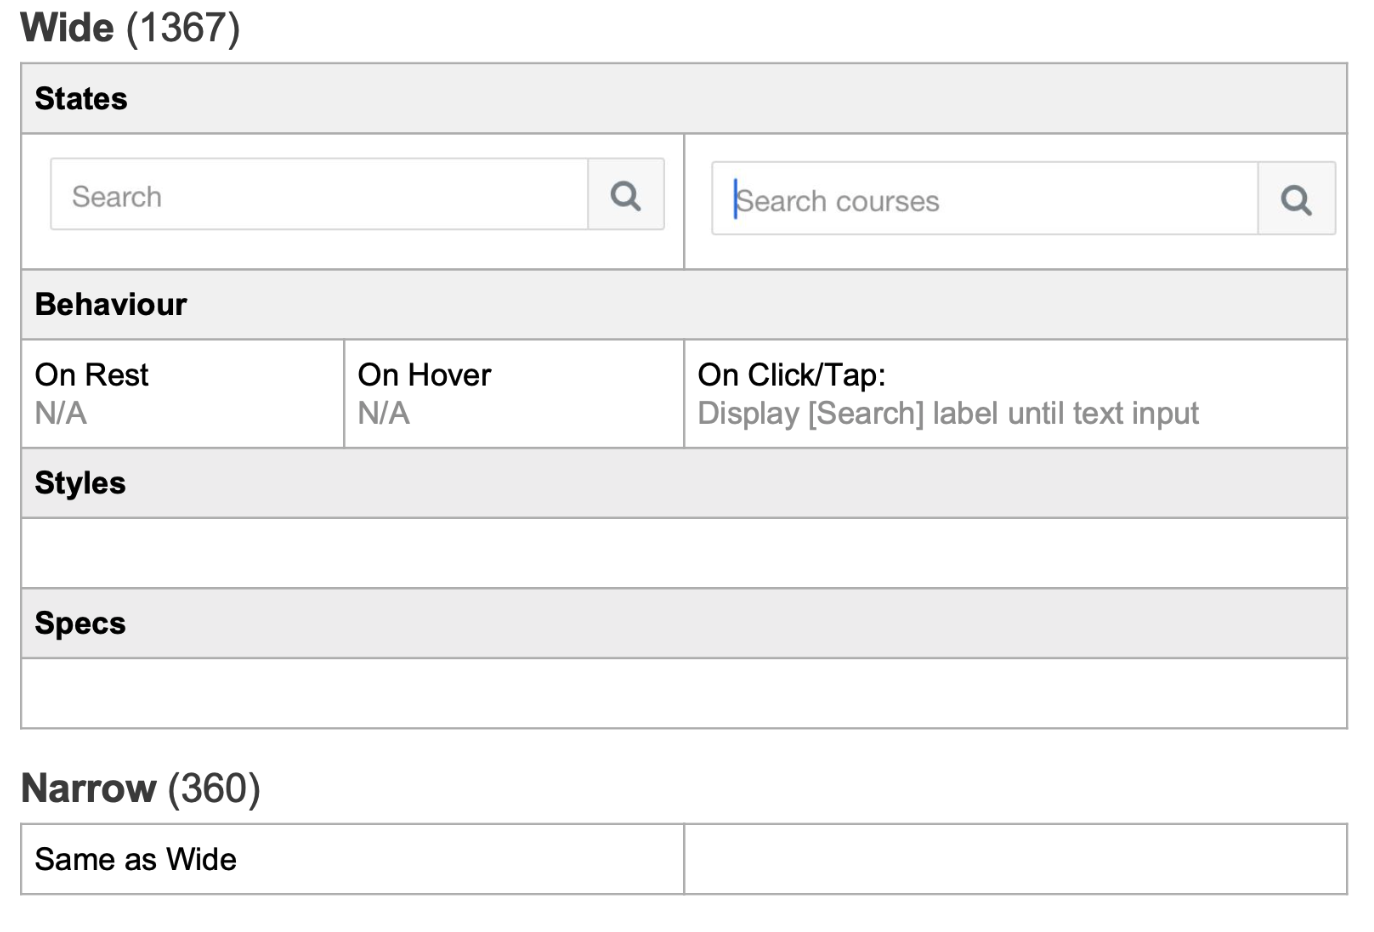 Wide (1367)
States
Search
Search courses
Behaviour
On Rest
N/A
On Hover
N/A
On Click/Tap:
Display [Search] label until text input
Styles
Specs
Narrow (360)
Same as Wide